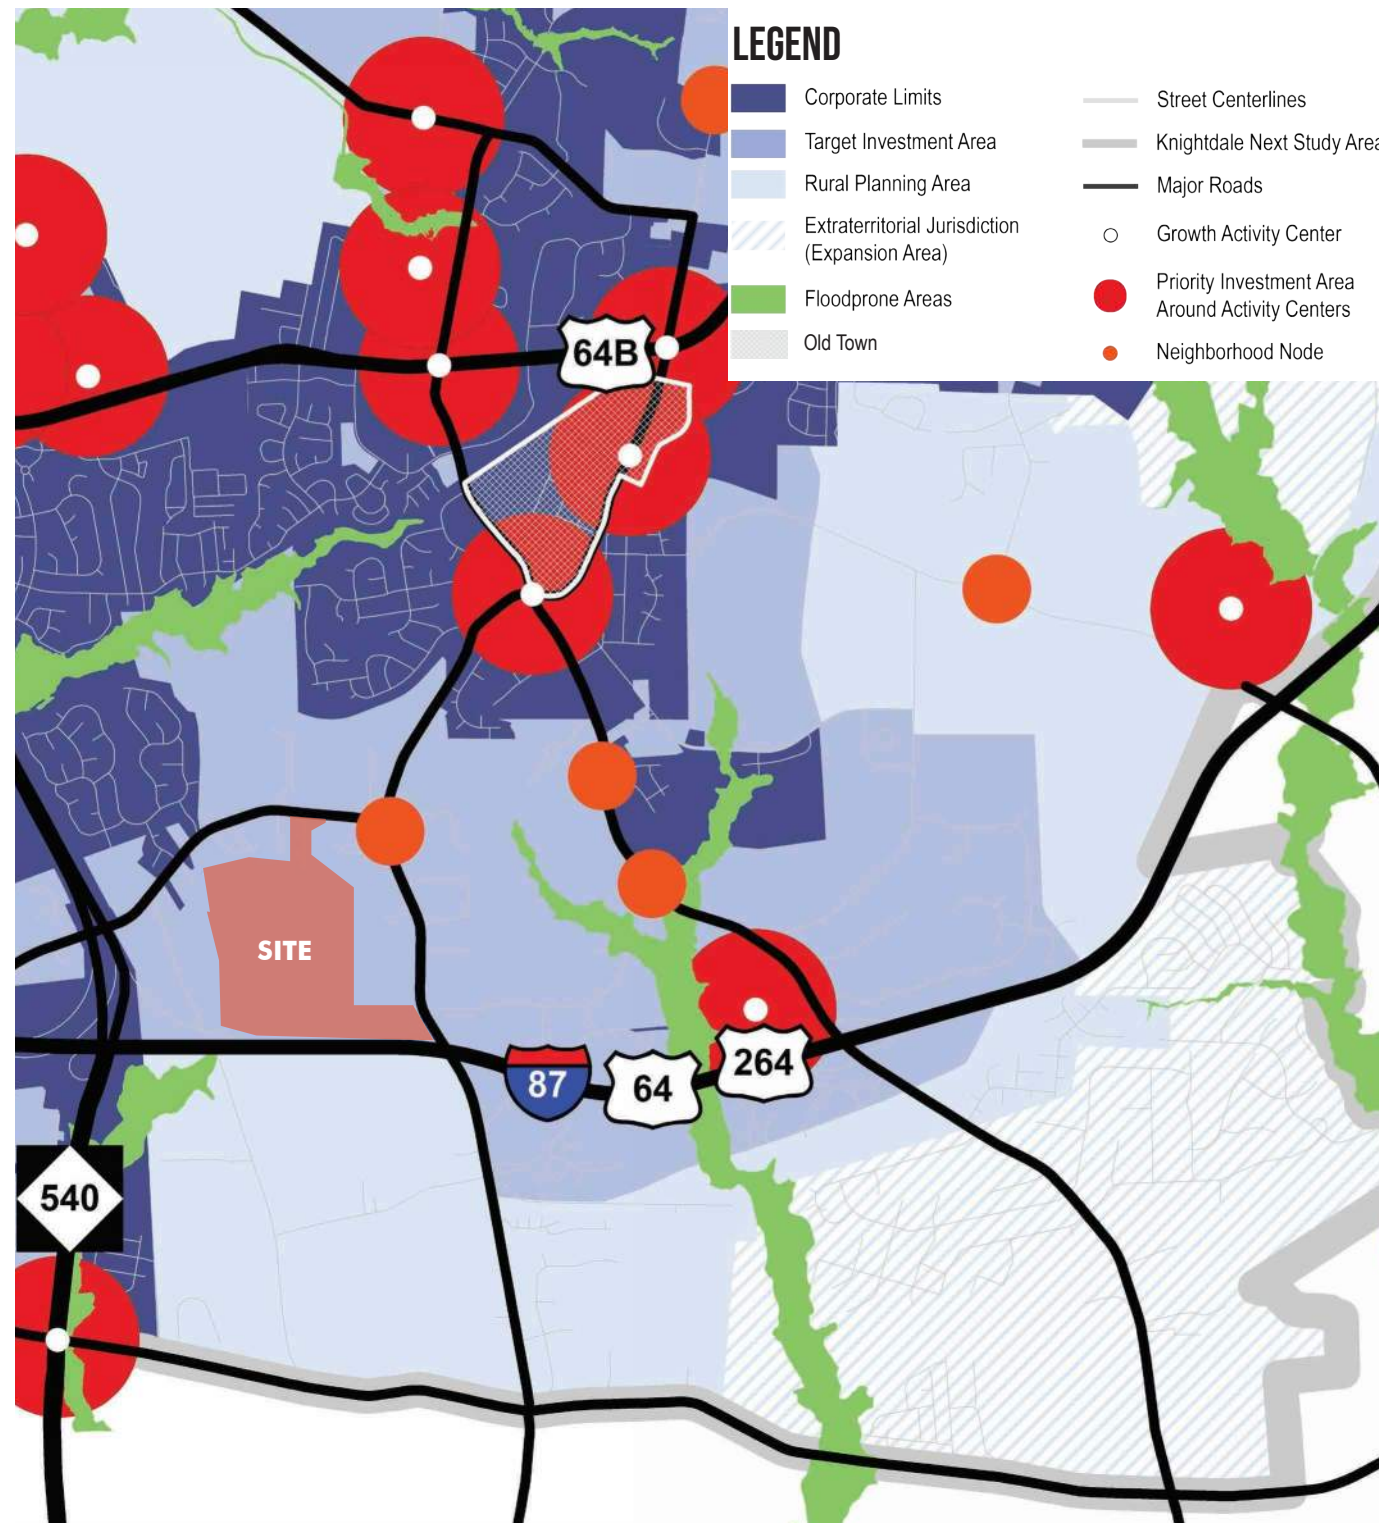 LEGEND
Corporate Limits
Target Investment Area
Rural Planning Area
Extraterritorial Jurisdiction
(Expansion Area)
Floodprone Areas
Old Town
Street Centerlines
Knightdale Next Study Area
Major Roads
Growth Activity Center
Priority Investment Area
Around Activity Centers
Neighborhood Node
64B
SITE
87
64
264
540